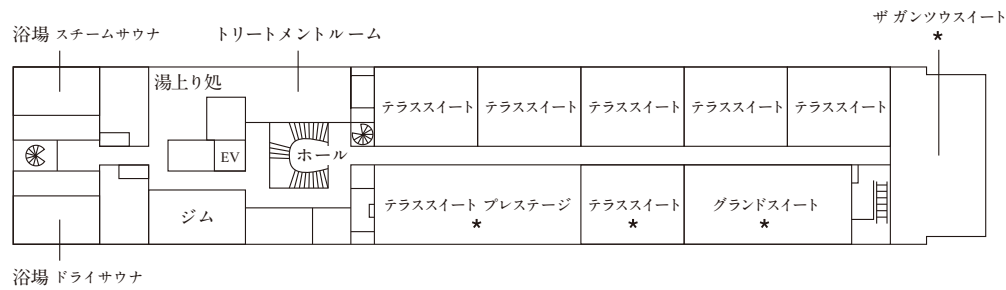 ザ ガンツウスイート
*
浴場 スチームサウナ
トリートメントルーム
湯上り処
テラススイート
テラススイート
テラススイート
テラススイート
テラススイート
EV
ホール
ジム
テラススイート プレステージ
*
テラススイート
*
グランドスイート
*
浴場 ドライサウナ